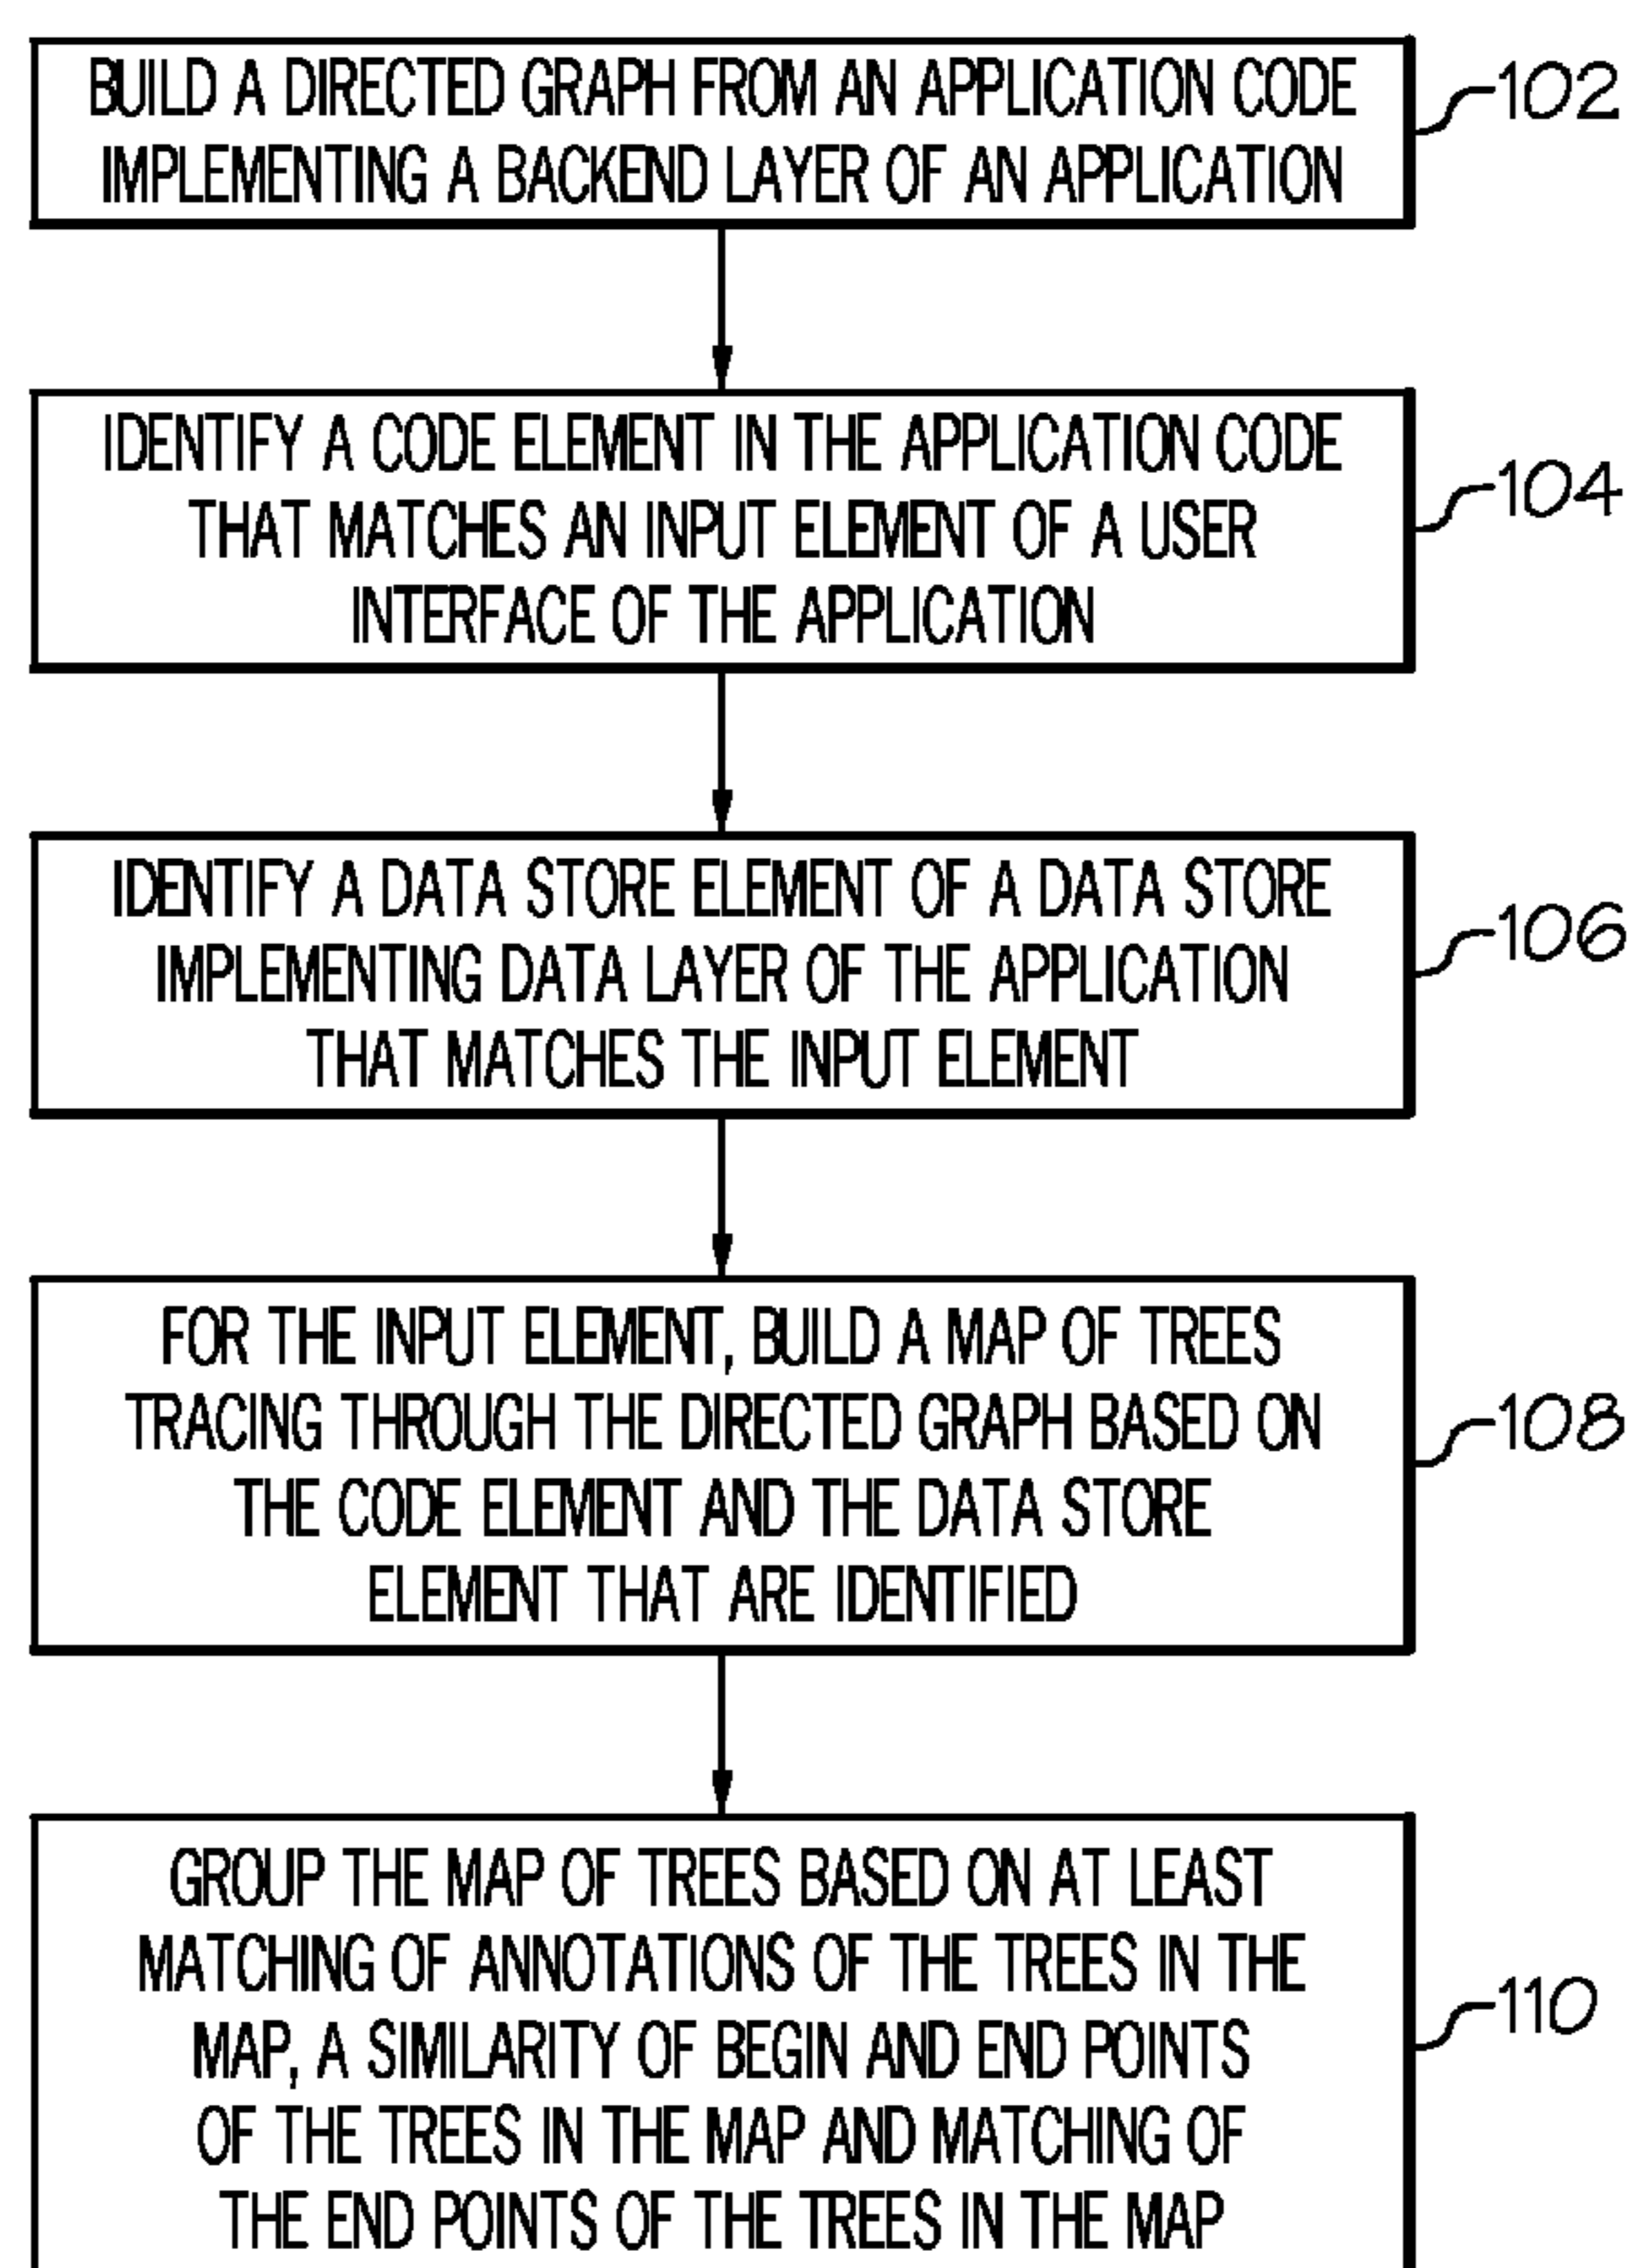 BUILD A DIRECTED GRAPH FROM AN APPLICATION CODE
IMPLEMENTING A BACKEND LAYER OF AN APPLICATION
102
IDENTIFY A CODE ELEMENT IN THE APPLICATION CODE
THAT MATCHES AN INPUT ELEMENT OF A USER
INTERFACE OF THE APPLICATION
104
IDENTIFY A DATA STORE ELEMENT OF A DATA STORE
IMPLEMENTING DATA LAYER OF THE APPLICATION
THAT MATCHES THE INPUT ELEMENT
106
FOR THE INPUT ELEMENT, BUILD A MAP OF TREES
TRACING THROUGH THE DIRECTED GRAPH BASED ON
THE CODE ELEMENT AND THE DATA STORE
ELEMENT THAT ARE IDENTIFIED
108
GROUP THE MAP OF TREES BASED ON AT LEAST
MATCHING OF ANNOTATIONS OF THE TREES IN THE
MAP, A SIMILARITY OF BEGIN AND END POINTS
OF THE TREES IN THE MAP AND MATCHING OF
THE END POINTS OF THE TREES IN THE MAP
110